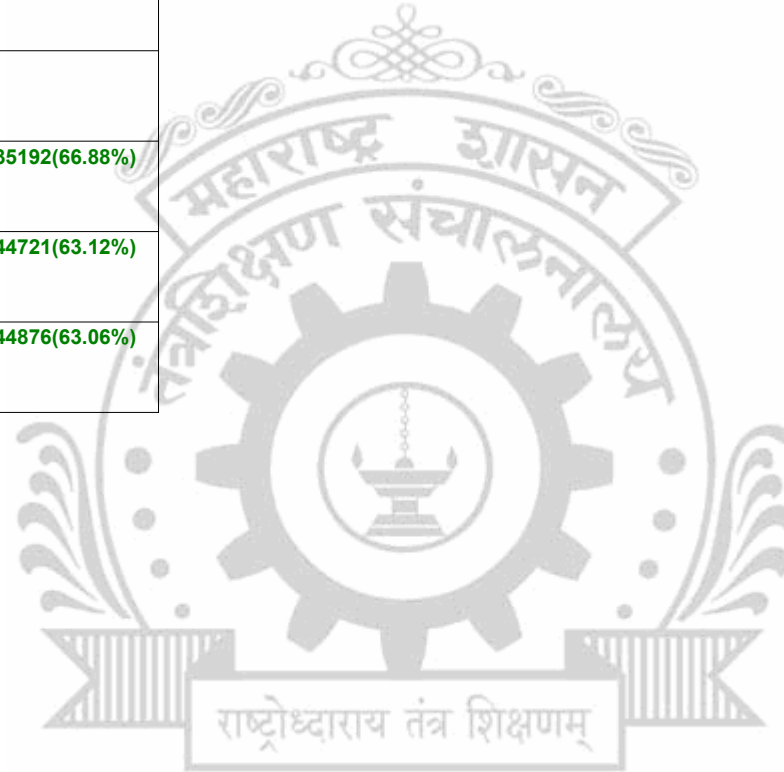 35192(66.88%)
44721(63.12%)
44876(63.06%)
महाराष्ट्र शासन
तंत्रशिक्षण संचालनालय
राष्ट्रोध्दाराय तंत्र शिक्षणम्